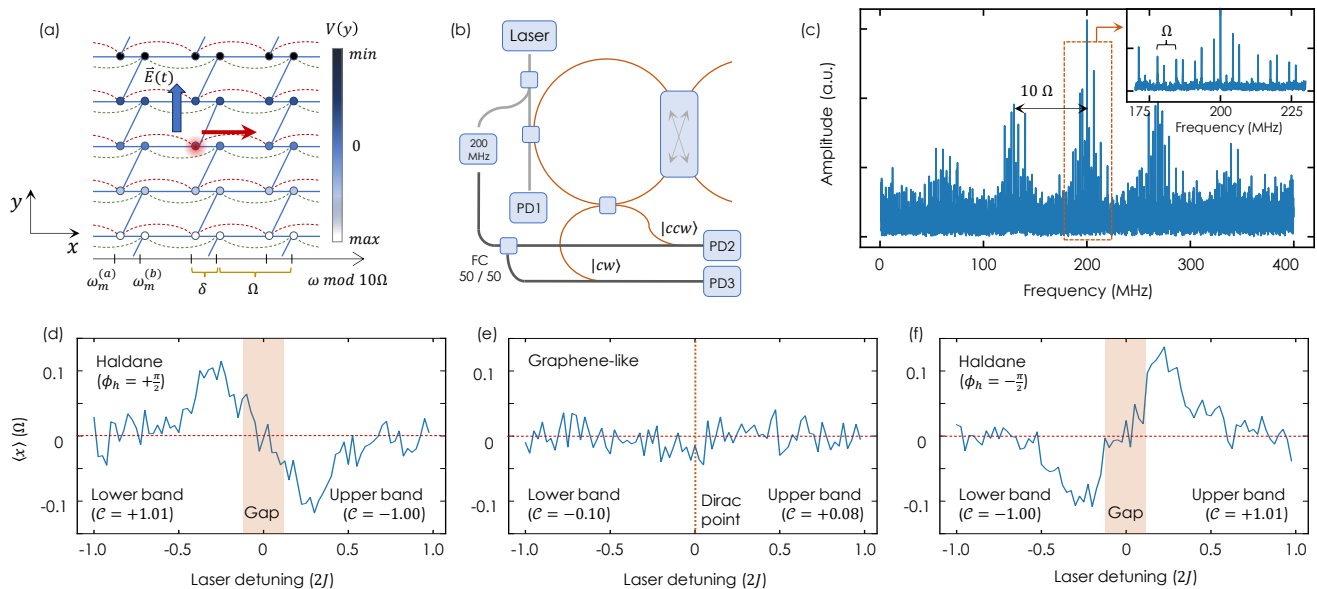 (a)
V(y)
min
0
max
E⃗(t)
y
x
ω_m^(a)
ω_m^(b)
δ
Ω
ω mod 10Ω
(b)
Laser
200
MHz
PD1
|ccw⟩
PD2
|cw⟩
PD3
FC
50 / 50
(c)
Amplitude (a.u.)
10 Ω
Ω
175
200
225
Frequency (MHz)
0
100
200
300
400
Frequency (MHz)
(d)
⟨x⟩ (Ω)
0.1
0
-0.1
Haldane
(ϕ_h = +π/2)
Lower band
(𝒞 = +1.01)
Gap
Upper band
(𝒞 = −1.00)
-1.0
-0.5
0
0.5
1.0
Laser detuning (2J)
(e)
0.1
0
-0.1
Graphene-like
Lower band
(𝒞 = −0.10)
Dirac
point
Upper band
(𝒞 = +0.08)
-1.0
-0.5
0
0.5
1.0
Laser detuning (2J)
(f)
0.1
0
-0.1
Haldane
(ϕ_h = −π/2)
Lower band
(𝒞 = −1.00)
Gap
Upper band
(𝒞 = +1.01)
-1.0
-0.5
0
0.5
1.0
Laser detuning (2J)